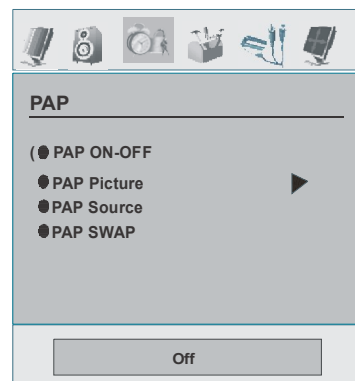 PAP
( ● PAP ON-OFF
● PAP Picture
● PAP Source
● PAP SWAP
Off